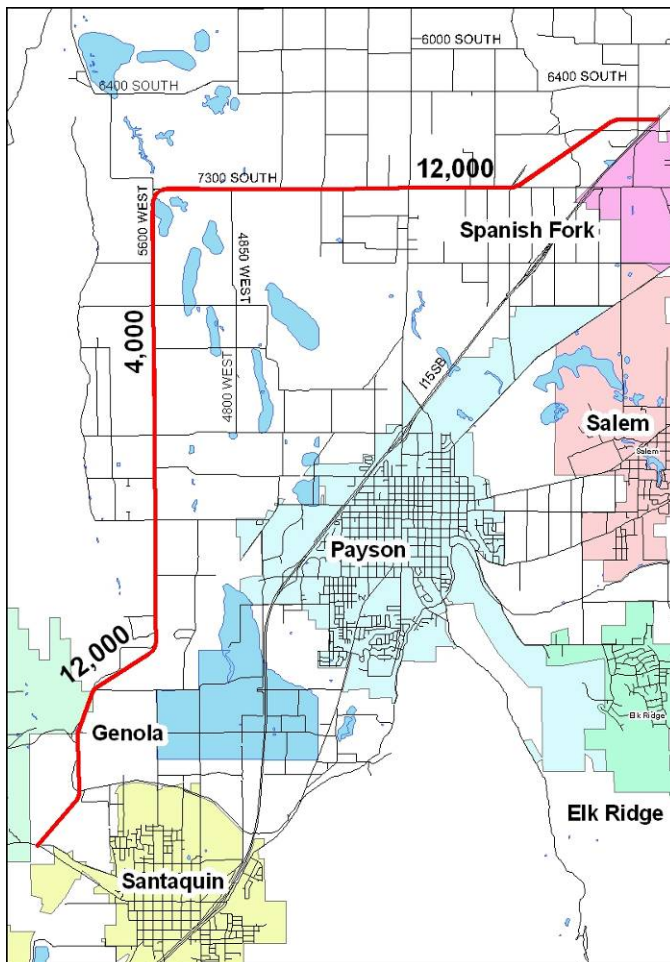 6000 SOUTH
6400 SOUTH
6400 SOUTH
7300 SOUTH
12,000
5600 WEST
Spanish Fork
4850 WEST
4,000
I15SB
4800 WEST
Salem
Salem
Payson
12,000
Genola
Elk Ridge
Elk Ridge
Santaquin